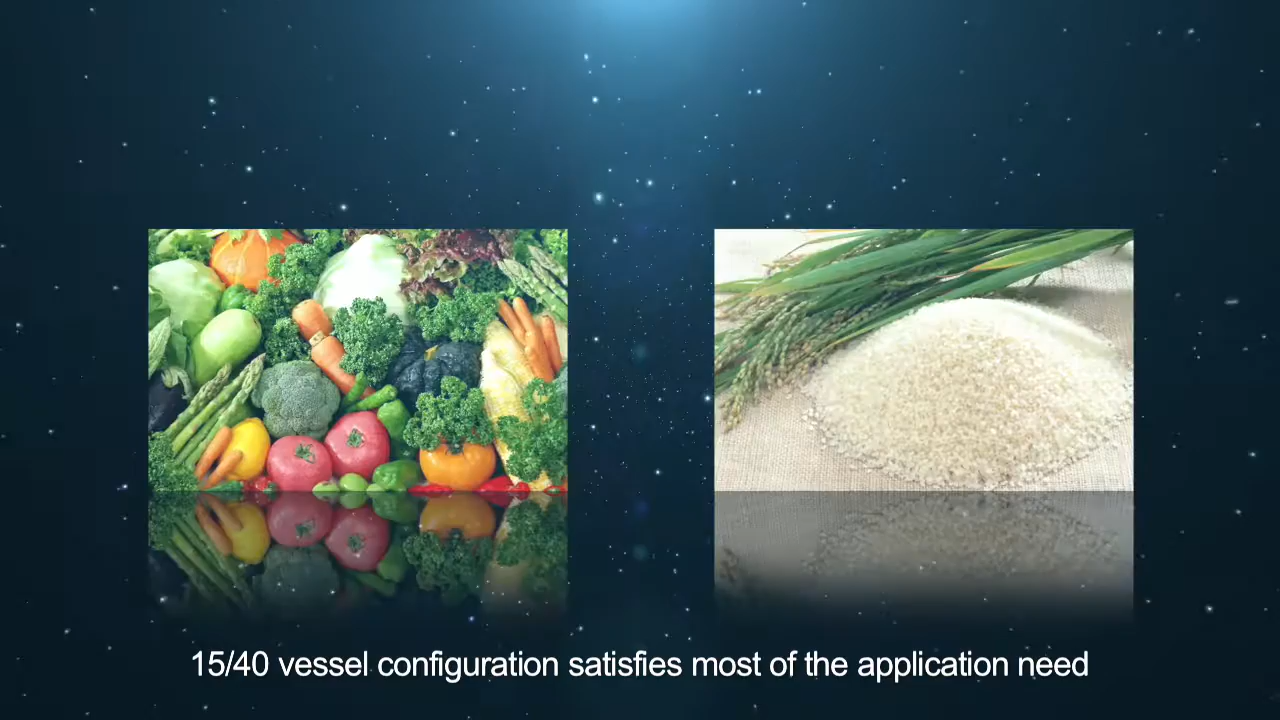 15/40 vessel configuration satisfies most of the application need